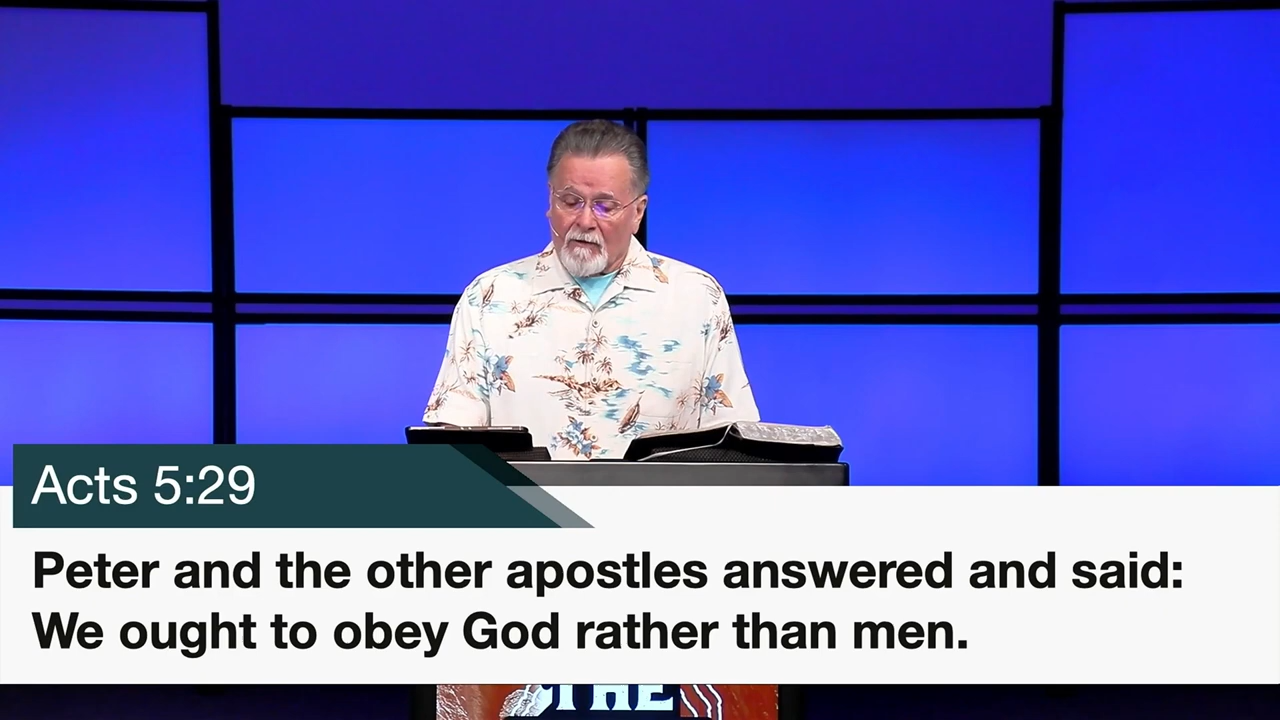 Acts 5:29
Peter and the other apostles answered and said:
We ought to obey God rather than men.
THE